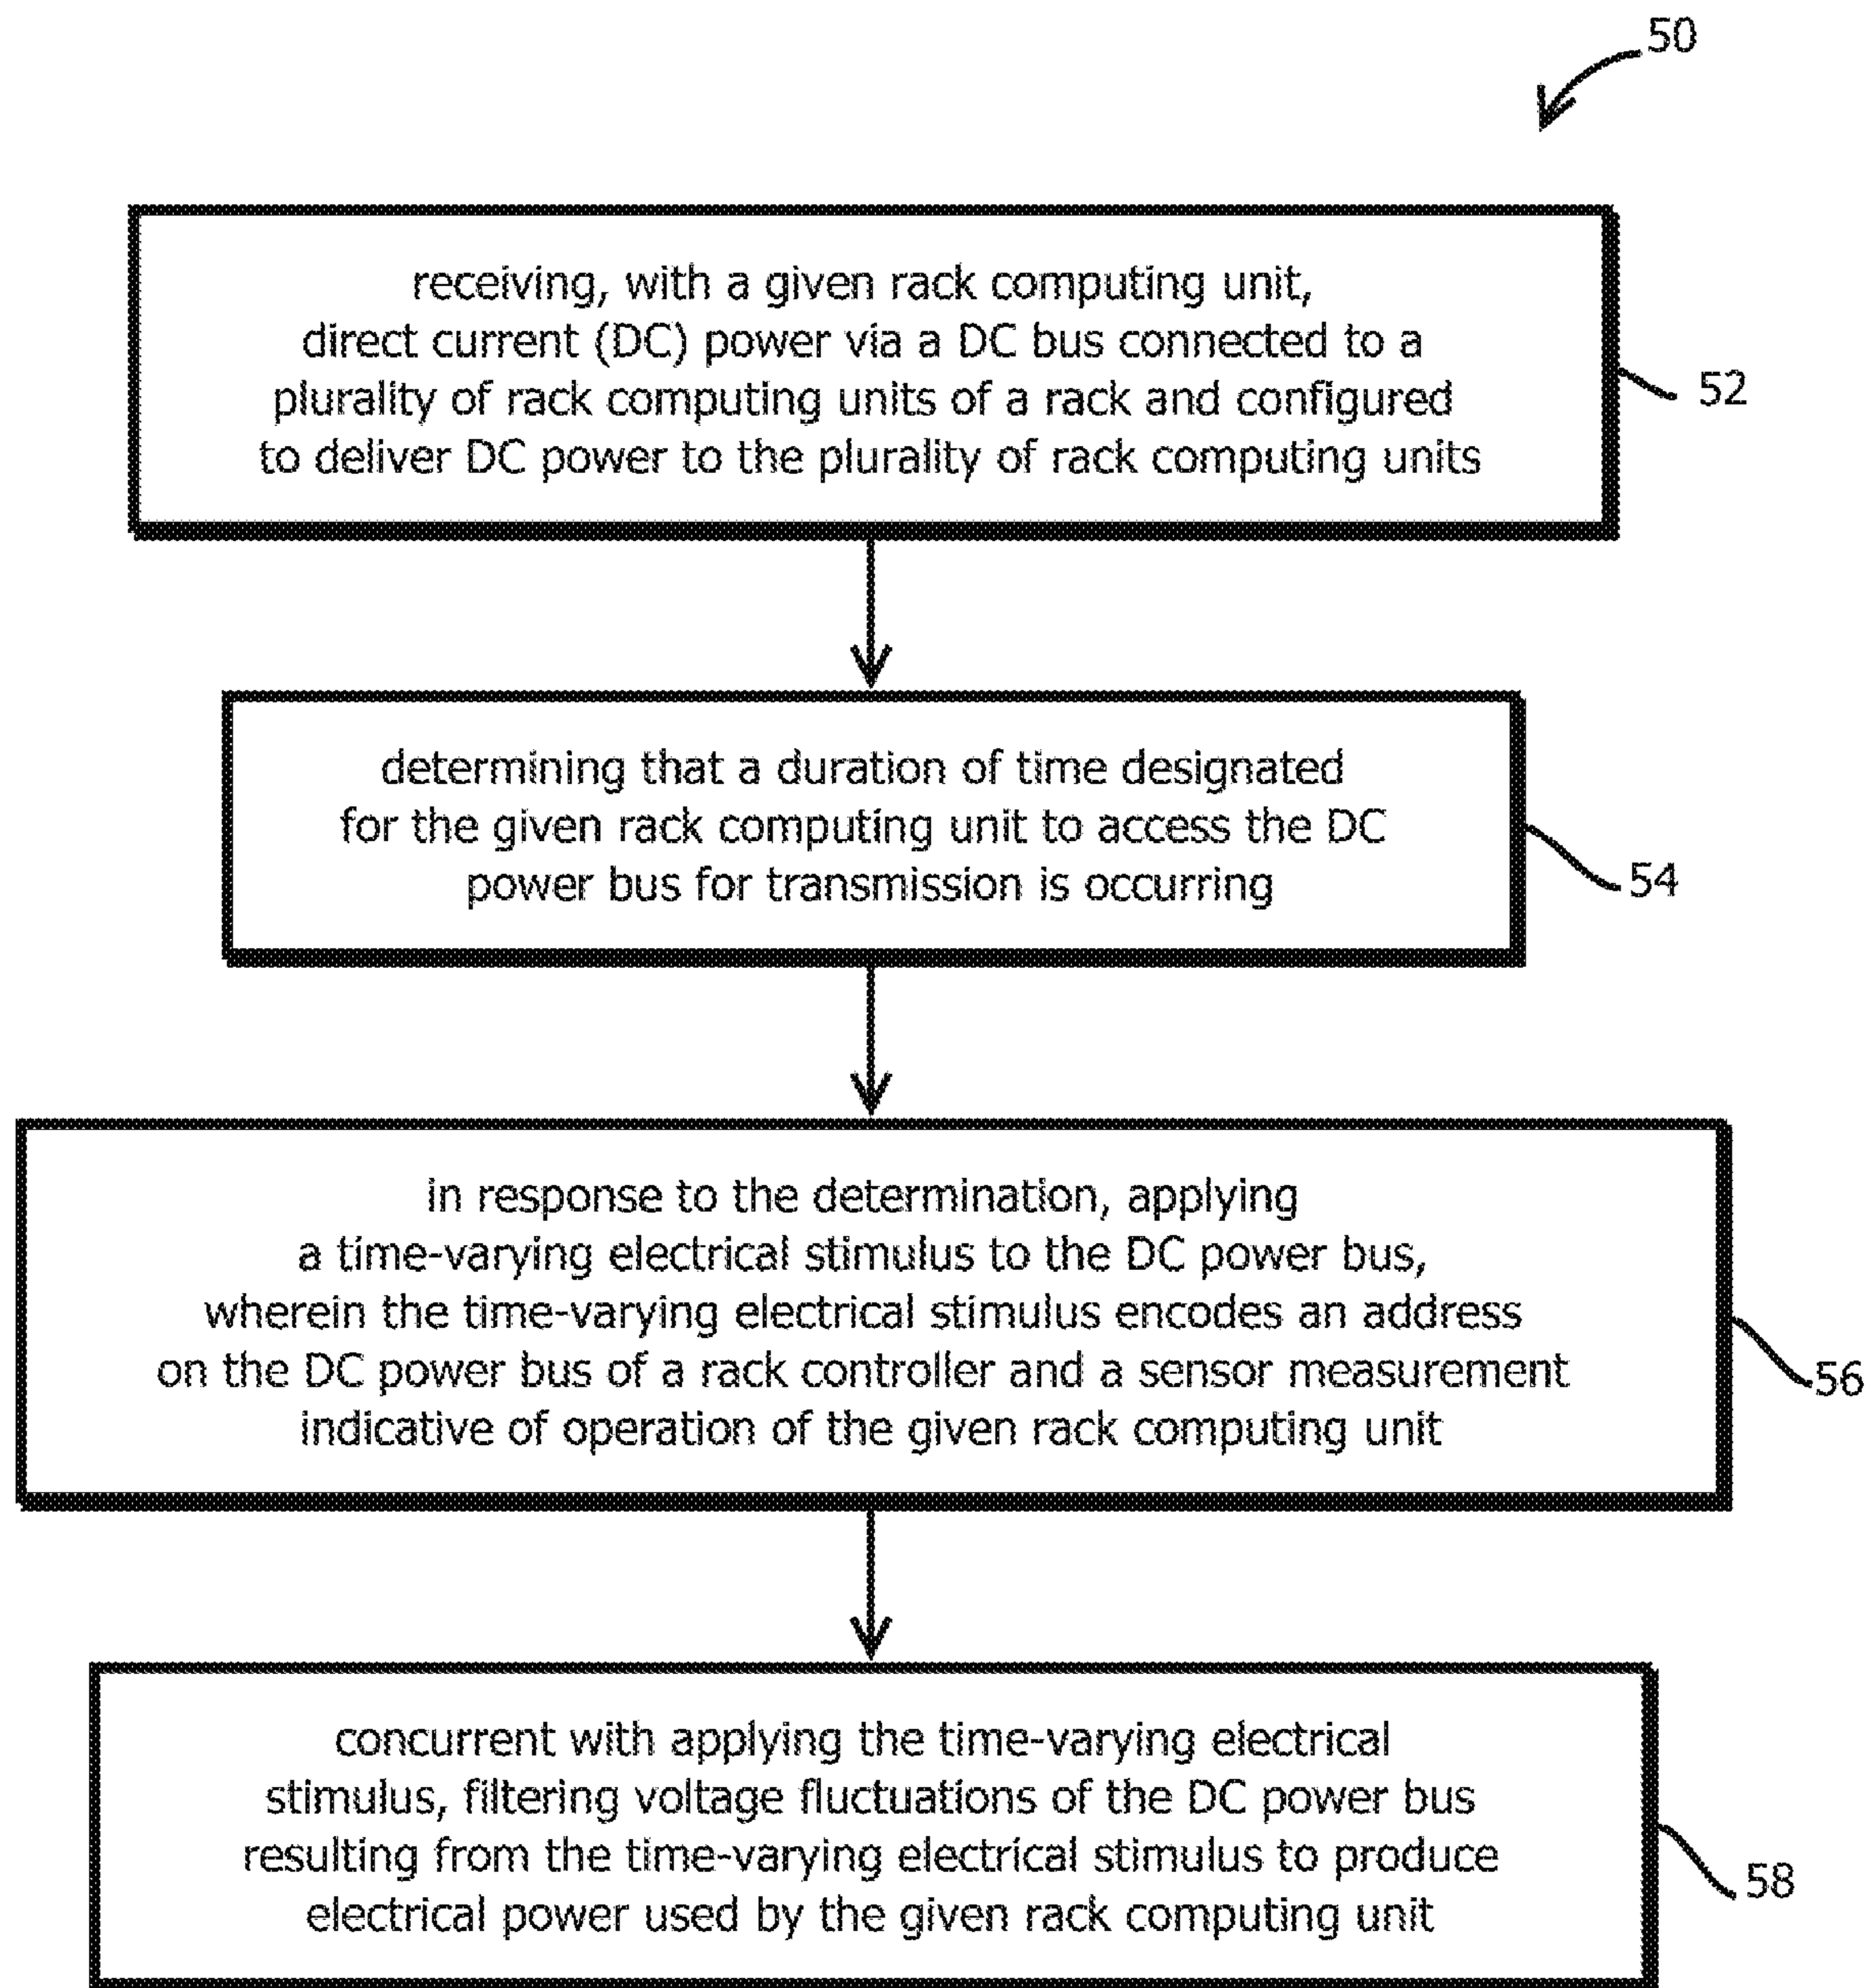 50
receiving, with a given rack computing unit,
direct current (DC) power via a DC bus connected to a
plurality of rack computing units of a rack and configured
to deliver DC power to the plurality of rack computing units
52
determining that a duration of time designated
for the given rack computing unit to access the DC
power bus for transmission is occurring
54
in response to the determination, applying
a time-varying electrical stimulus to the DC power bus,
wherein the time-varying electrical stimulus encodes an address
on the DC power bus of a rack controller and a sensor measurement
indicative of operation of the given rack computing unit
56
concurrent with applying the time-varying electrical
stimulus, filtering voltage fluctuations of the DC power bus
resulting from the time-varying electrical stimulus to produce
electrical power used by the given rack computing unit
58